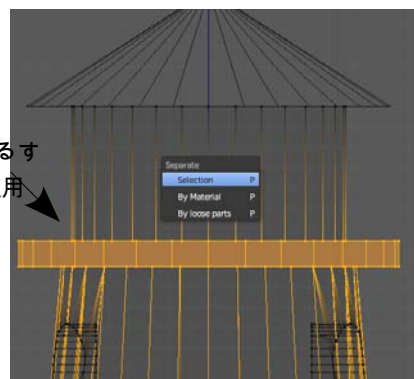 Separate
Selection P
By Material P
By loose parts P
るす
用